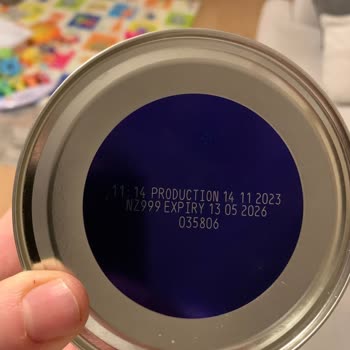 11:14 PRODUCTION 14 11 2023
NZ999 EXPIRY 13 05 2026
035806